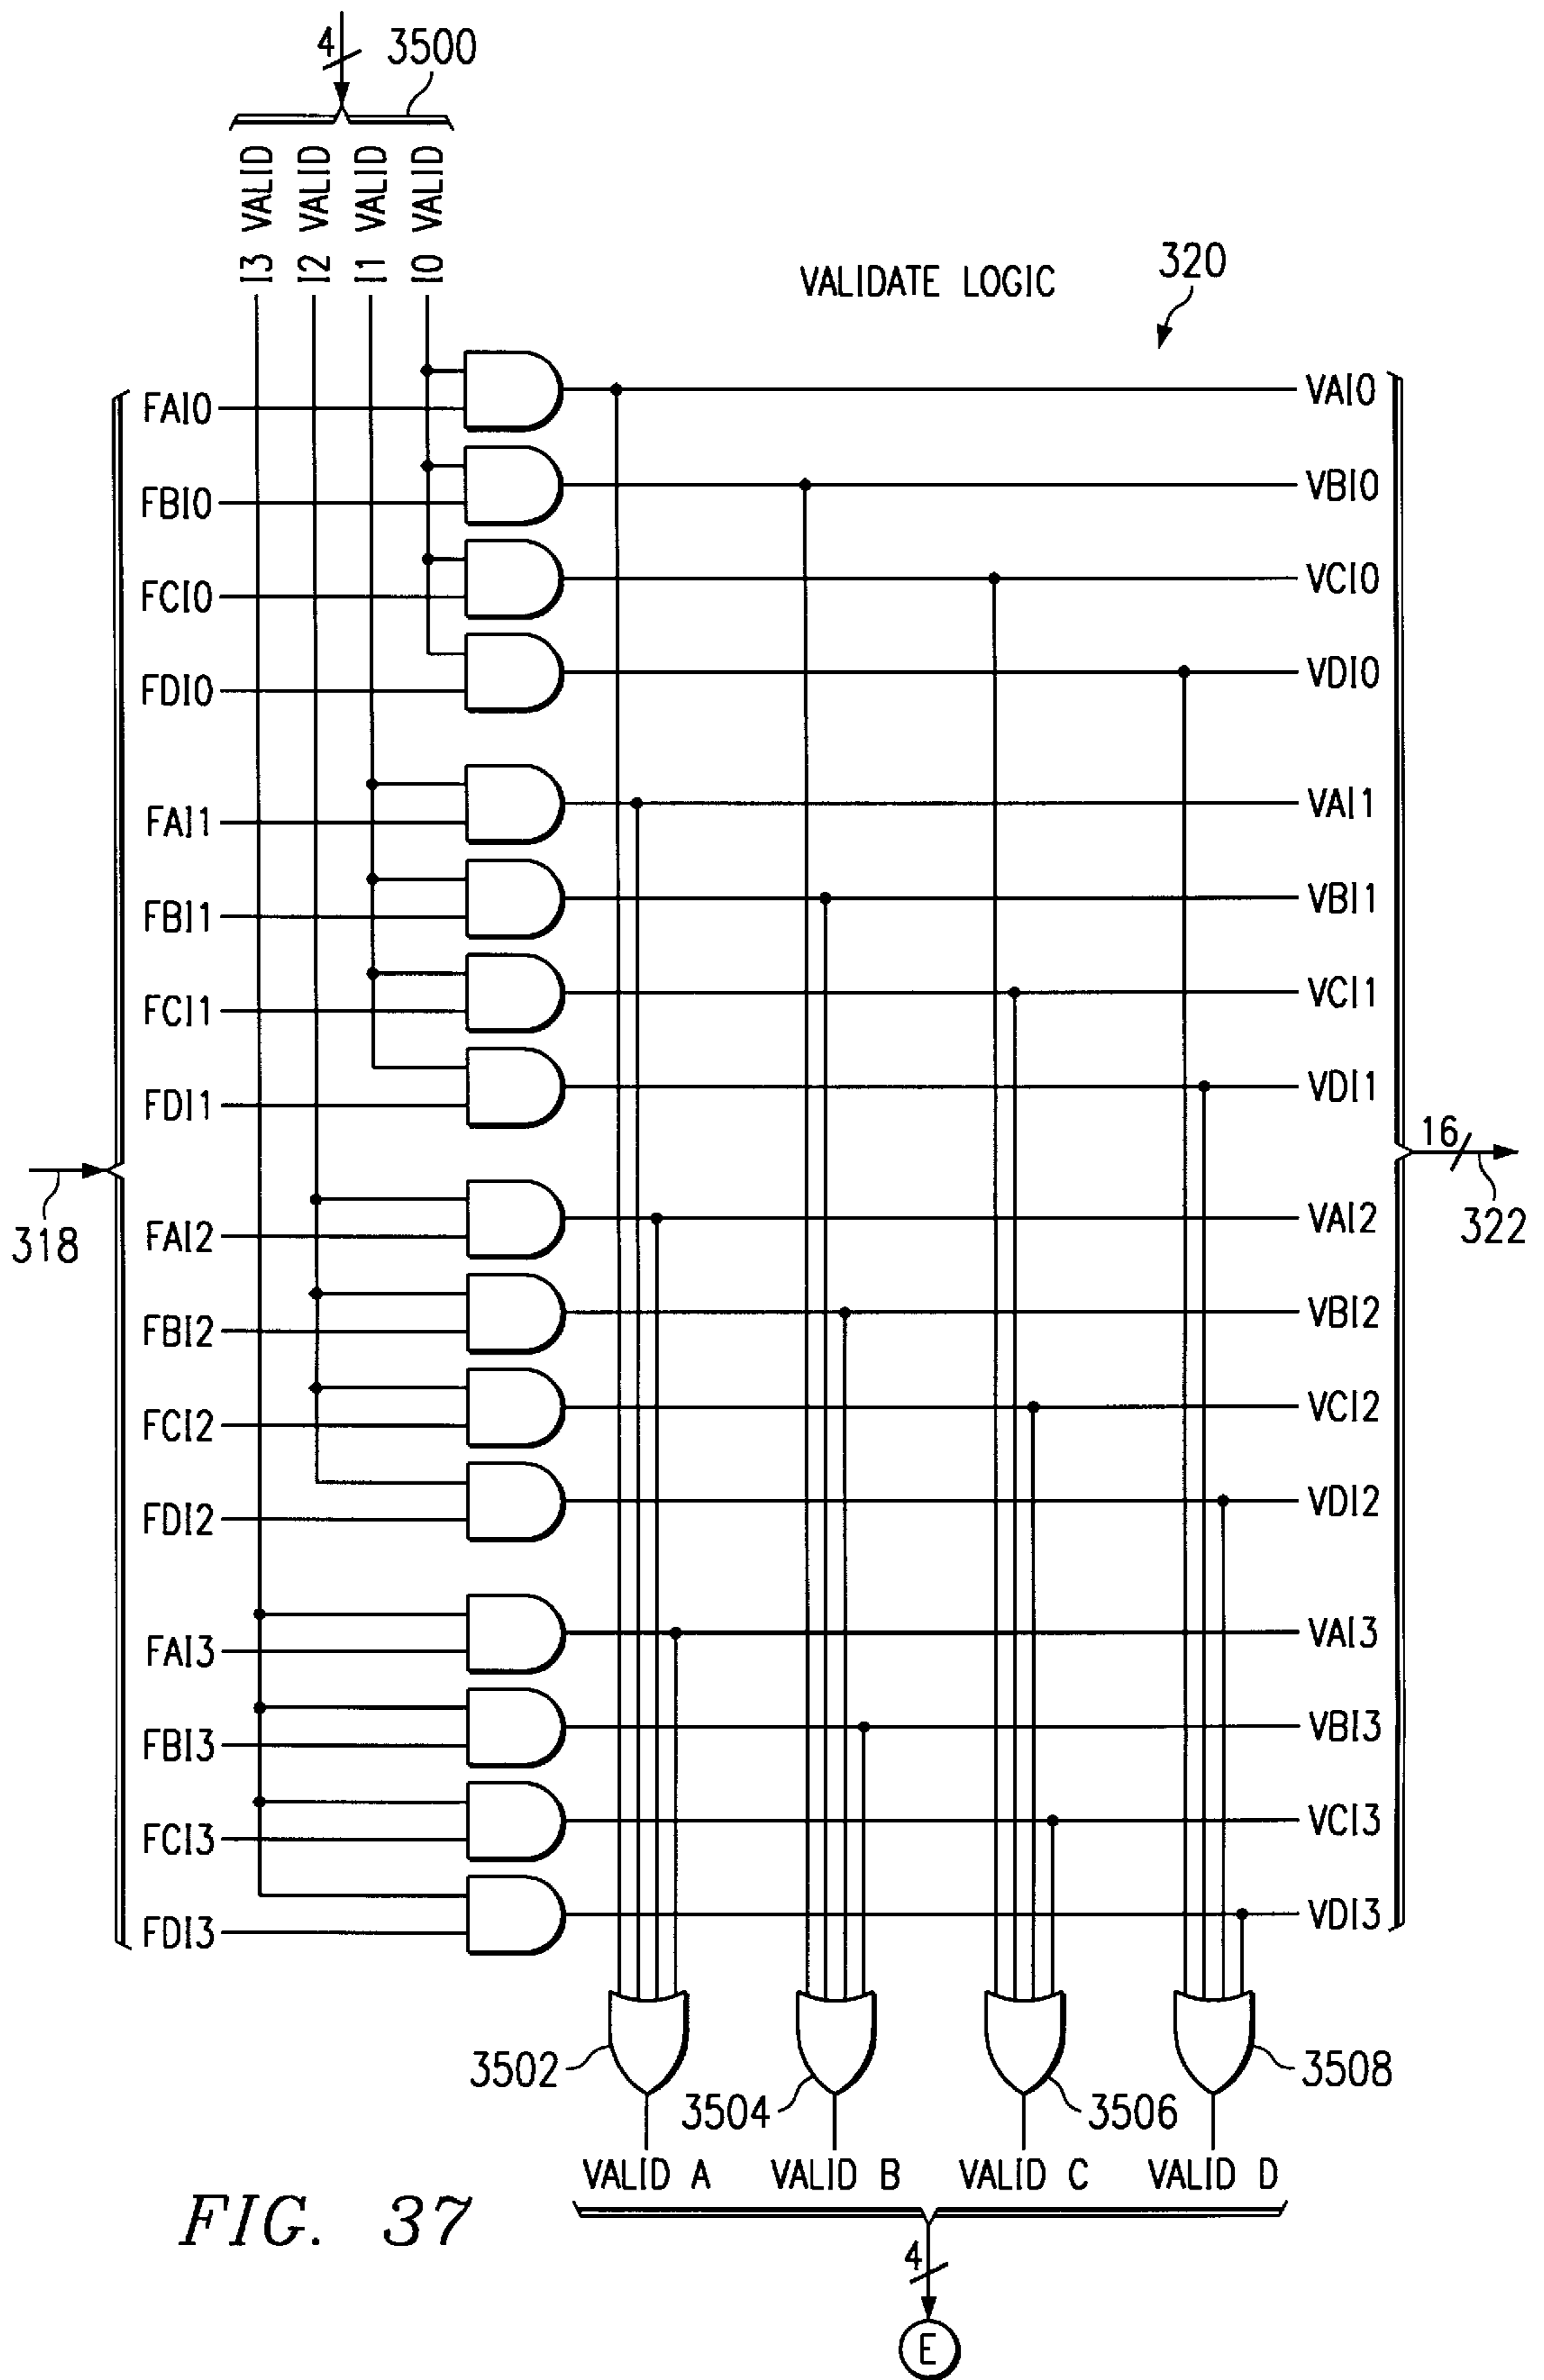 4
3500
I3 VALID
I2 VALID
I1 VALID
I0 VALID
VALIDATE LOGIC
320
FAI0
VAI0
FBI0
VBI0
FCI0
VCI0
FDI0
VDI0
FAI1
VAI1
FBI1
VBI1
FCI1
VCI1
FDI1
VDI1
318
16
322
FAI2
VAI2
FBI2
VBI2
FCI2
VCI2
FDI2
VDI2
FAI3
VAI3
FBI3
VBI3
FCI3
VCI3
FDI3
VDI3
3502
3504
3506
3508
VALID A
VALID B
VALID C
VALID D
FIG. 37
4
E